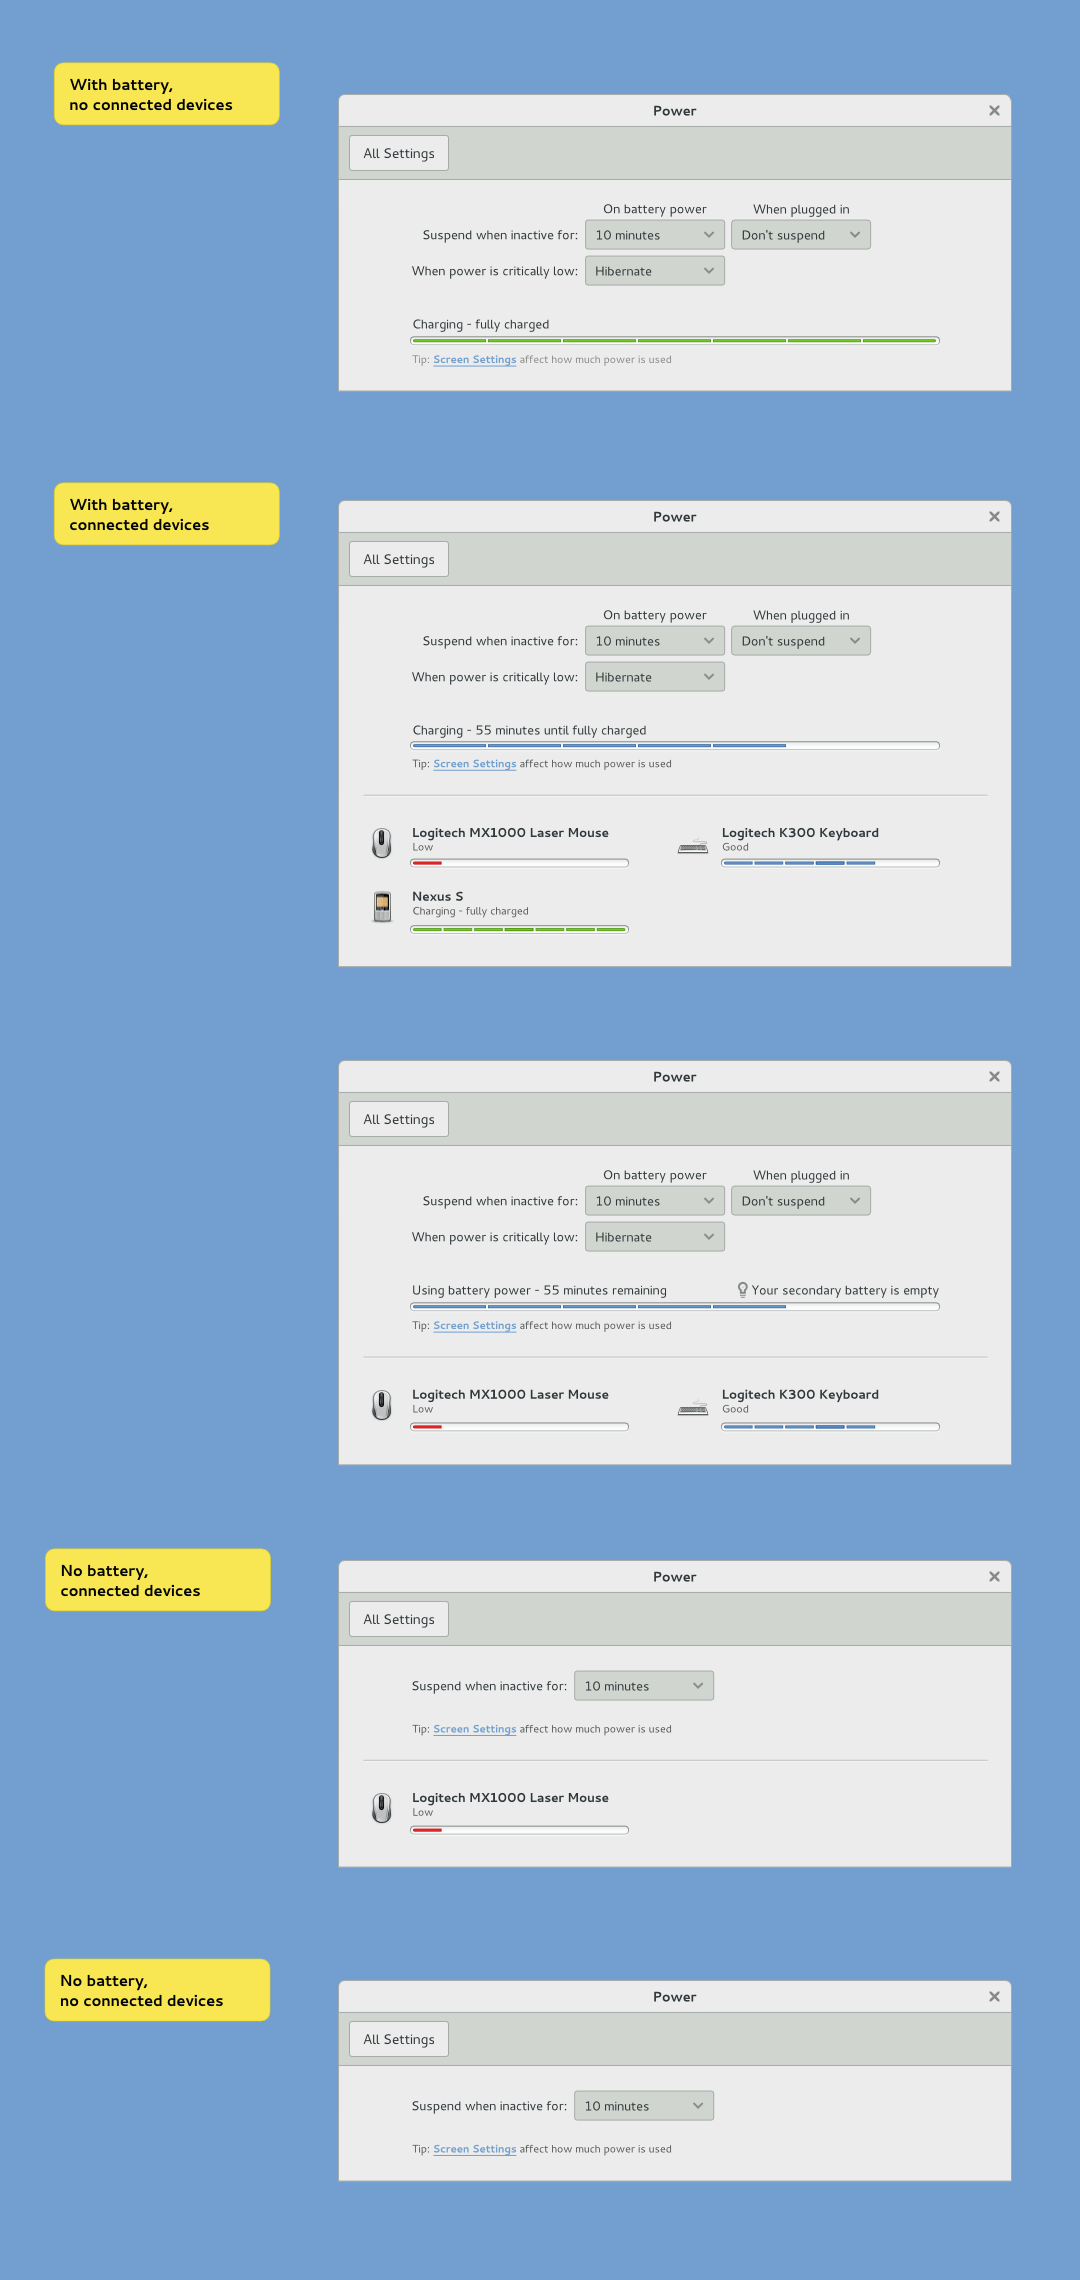 With battery,
no connected devices
Power
All Settings
On battery power When plugged in
Suspend when inactive for: 10 minutes Don't suspend
When power is critically low: Hibernate
Charging - fully charged
Tip: Screen Settings affect how much power is used
With battery,
connected devices
Power
All Settings
On battery power When plugged in
Suspend when inactive for: 10 minutes Don't suspend
When power is critically low: Hibernate
Charging - 55 minutes until fully charged
Tip: Screen Settings affect how much power is used
Logitech MX1000 Laser Mouse Logitech K300 Keyboard
Low Good
Nexus S
Charging - fully charged
Power
All Settings
On battery power When plugged in
Suspend when inactive for: 10 minutes Don't suspend
When power is critically low: Hibernate
Using battery power - 55 minutes remaining Your secondary battery is empty
Tip: Screen Settings affect how much power is used
Logitech MX1000 Laser Mouse Logitech K300 Keyboard
Low Good
No battery,
connected devices
Power
All Settings
Suspend when inactive for: 10 minutes
Tip: Screen Settings affect how much power is used
Logitech MX1000 Laser Mouse
Low
No battery,
no connected devices
Power
All Settings
Suspend when inactive for: 10 minutes
Tip: Screen Settings affect how much power is used